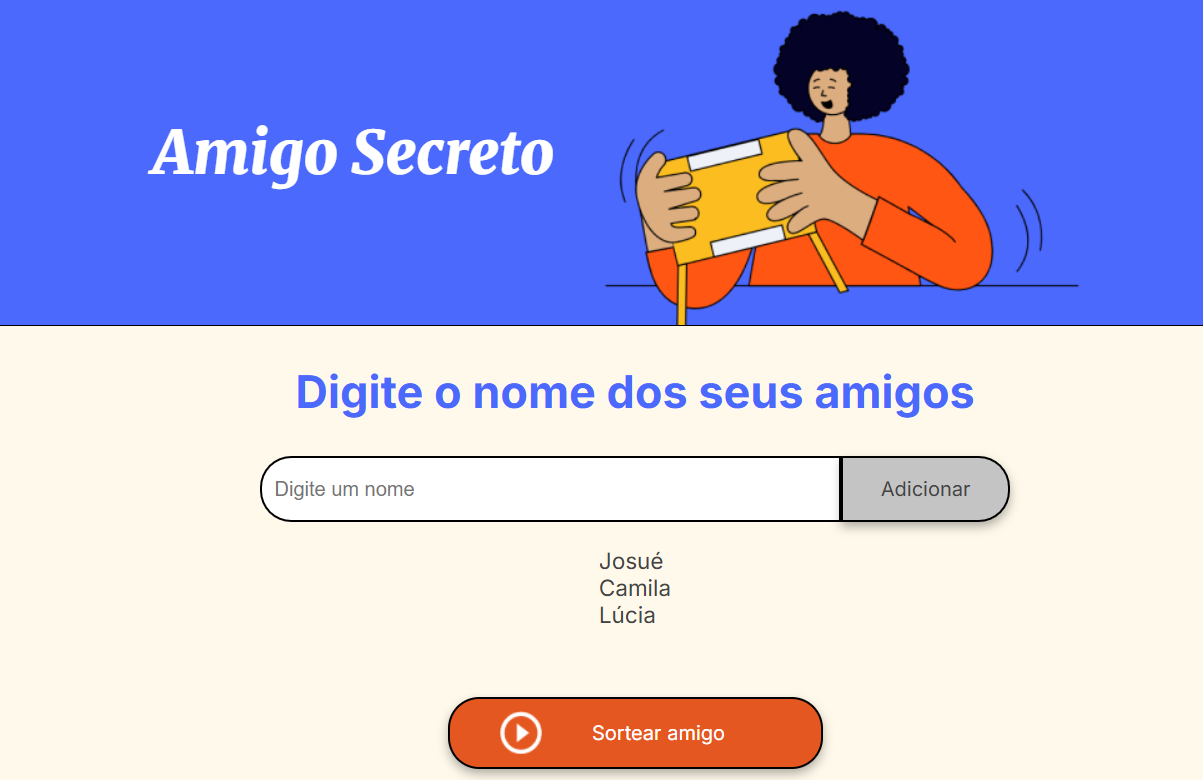 Amigo Secreto
Digite o nome dos seus amigos
Digite um nome
Adicionar
Josué
Camila
Lúcia
Sortear amigo